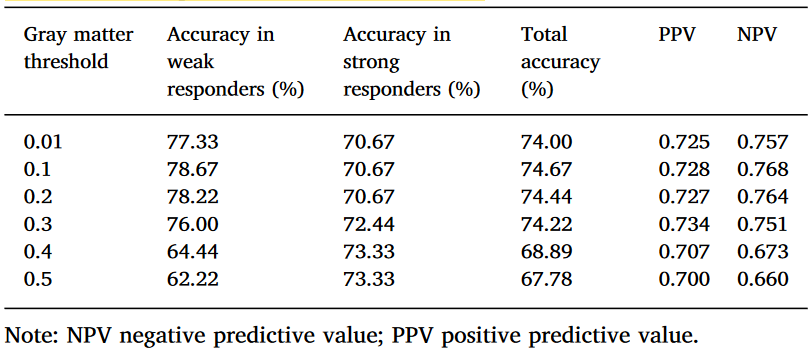 Gray matter threshold Accuracy in weak responders (%) Accuracy in strong responders (%) Total accuracy (%) PPV NPV
0.01 77.33 70.67 74.00 0.725 0.757
0.1 78.67 70.67 74.67 0.728 0.768
0.2 78.22 70.67 74.44 0.727 0.764
0.3 76.00 72.44 74.22 0.734 0.751
0.4 64.44 73.33 68.89 0.707 0.673
0.5 62.22 73.33 67.78 0.700 0.660
Note: NPV negative predictive value; PPV positive predictive value.